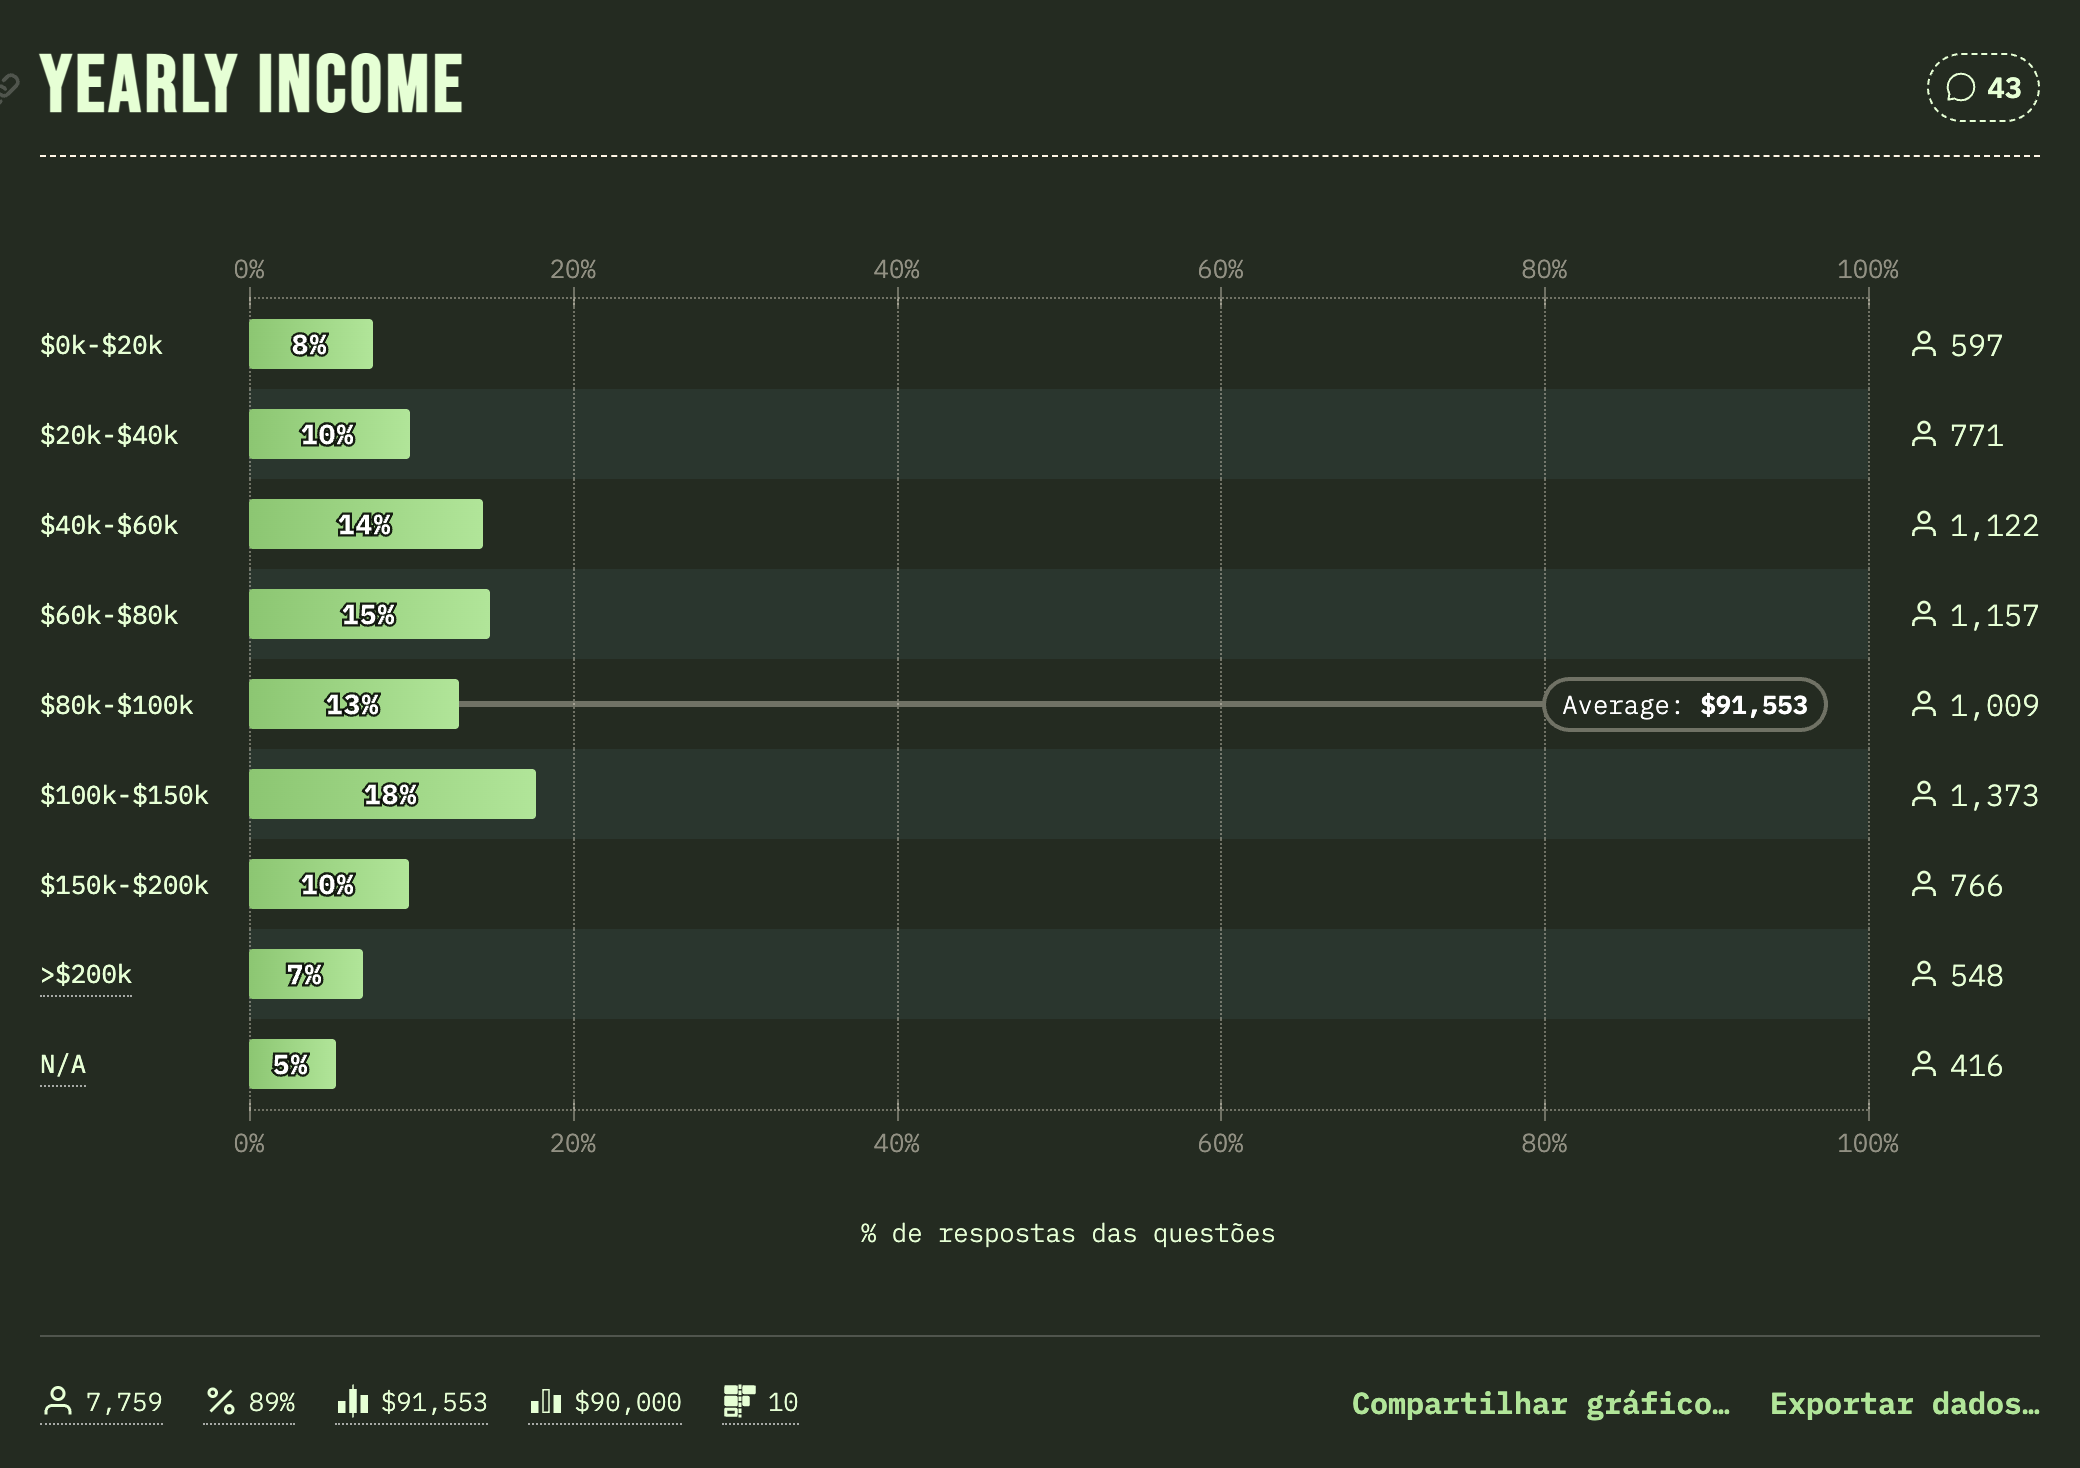 YEARLY INCOME
43
0% 20% 40% 60% 80% 100%
$0k-$20k 8% 597
$20k-$40k 10% 771
$40k-$60k 14% 1,122
$60k-$80k 15% 1,157
$80k-$100k 13% Average: $91,553 1,009
$100k-$150k 18% 1,373
$150k-$200k 10% 766
>$200k 7% 548
N/A 5% 416
0% 20% 40% 60% 80% 100%
% de respostas das questões
7,759 89% $91,553 $90,000 10 Compartilhar gráfico… Exportar dados…